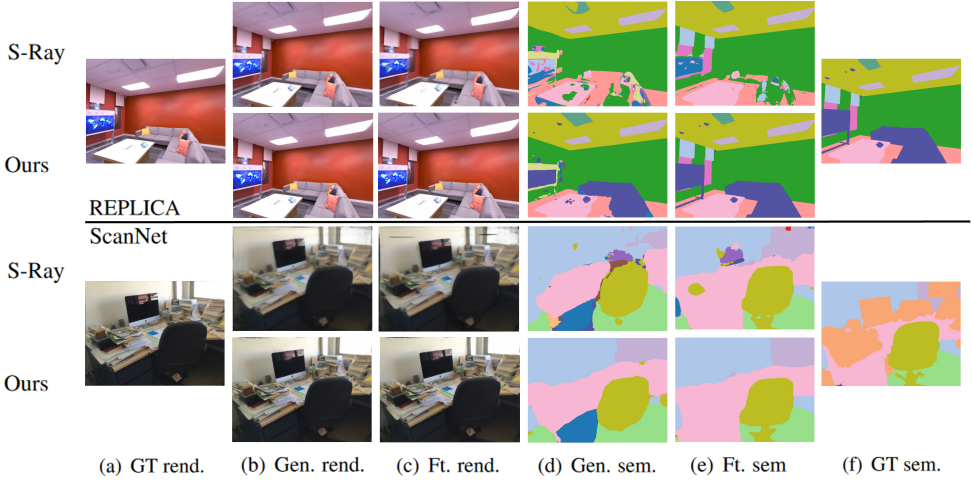 S-Ray
Ours
REPLICA
ScanNet
S-Ray
Ours
(a) GT rend.
(b) Gen. rend.
(c) Ft. rend.
(d) Gen. sem.
(e) Ft. sem
(f) GT sem.